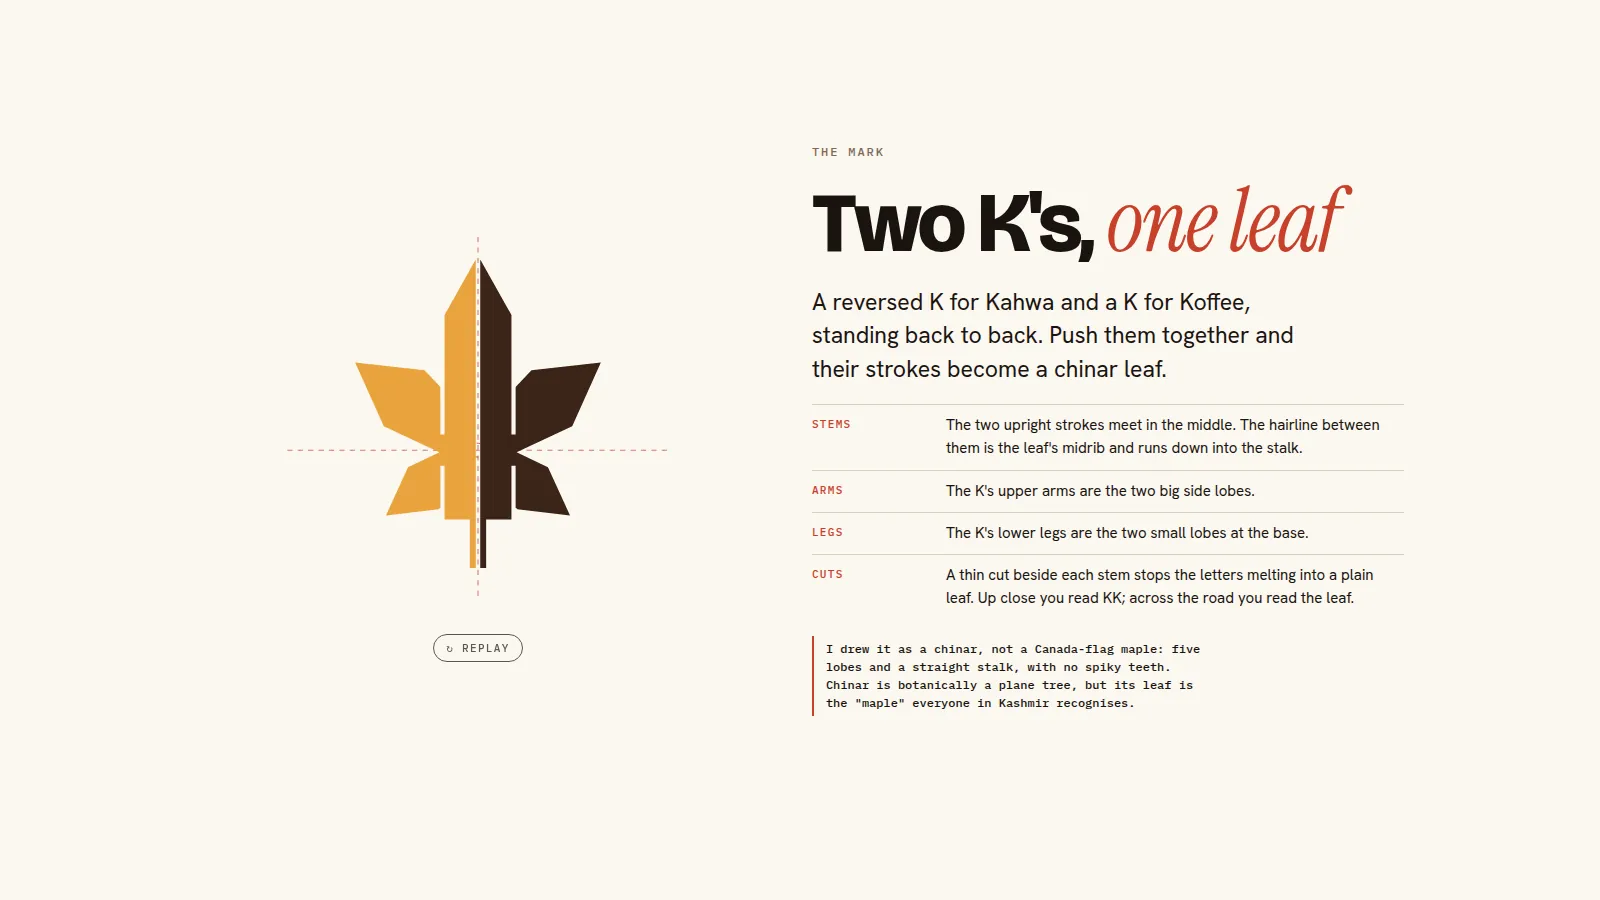 THE MARK
Two K's, one leaf
A reversed K for Kahwa and a K for Koffee,
standing back to back. Push them together and
their strokes become a chinar leaf.
STEMS
The two upright strokes meet in the middle. The hairline between
them is the leaf's midrib and runs down into the stalk.
ARMS
The K's upper arms are the two big side lobes.
LEGS
The K's lower legs are the two small lobes at the base.
CUTS
A thin cut beside each stem stops the letters melting into a plain
leaf. Up close you read KK; across the road you read the leaf.
I drew it as a chinar, not a Canada-flag maple: five
lobes and a straight stalk, with no spiky teeth.
Chinar is botanically a plane tree, but its leaf is
the "maple" everyone in Kashmir recognises.
↻ REPLAY